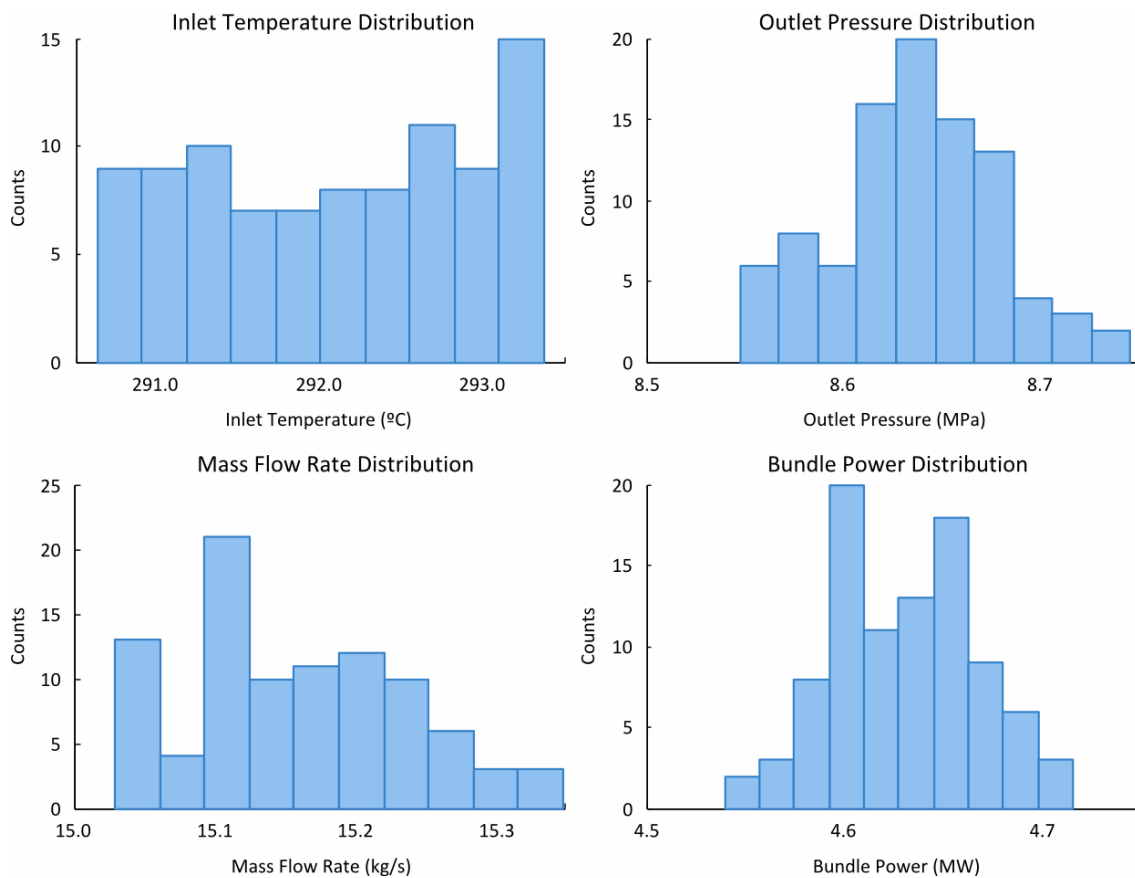 Inlet Temperature Distribution
15
10
5
0
Counts
291.0 292.0 293.0
Inlet Temperature (ºC)
Outlet Pressure Distribution
20
15
10
5
0
Counts
8.5 8.6 8.7
Outlet Pressure (MPa)
Mass Flow Rate Distribution
25
20
15
10
5
0
Counts
15.0 15.1 15.2 15.3
Mass Flow Rate (kg/s)
Bundle Power Distribution
20
15
10
5
0
Counts
4.5 4.6 4.7
Bundle Power (MW)